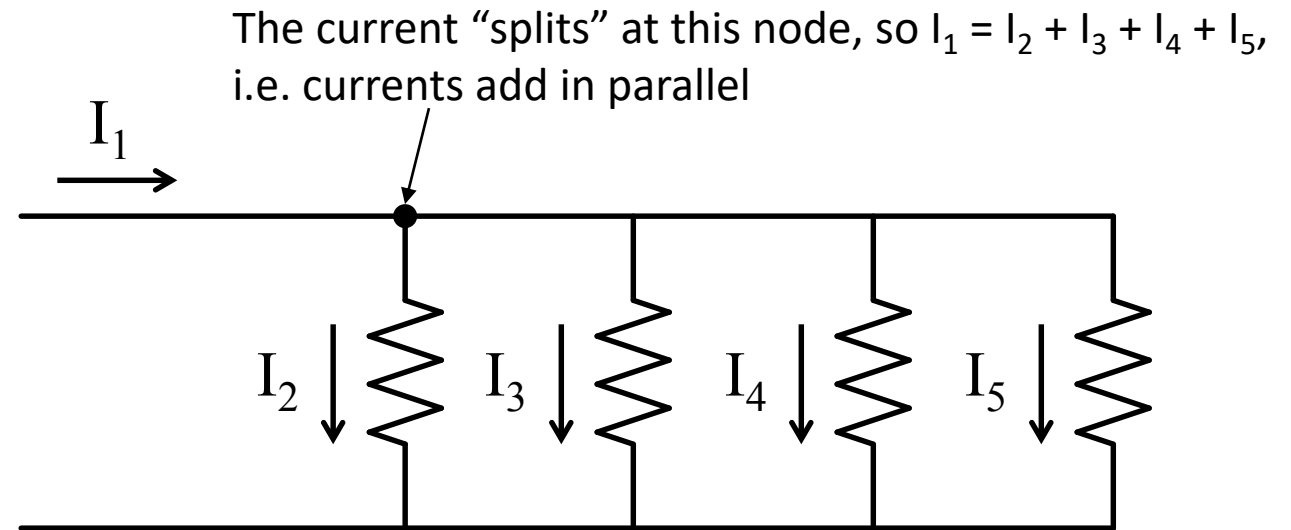 The current “splits” at this node, so I₁ = I₂ + I₃ + I₄ + I₅,
i.e. currents add in parallel
I₁
I₂ I₃ I₄ I₅